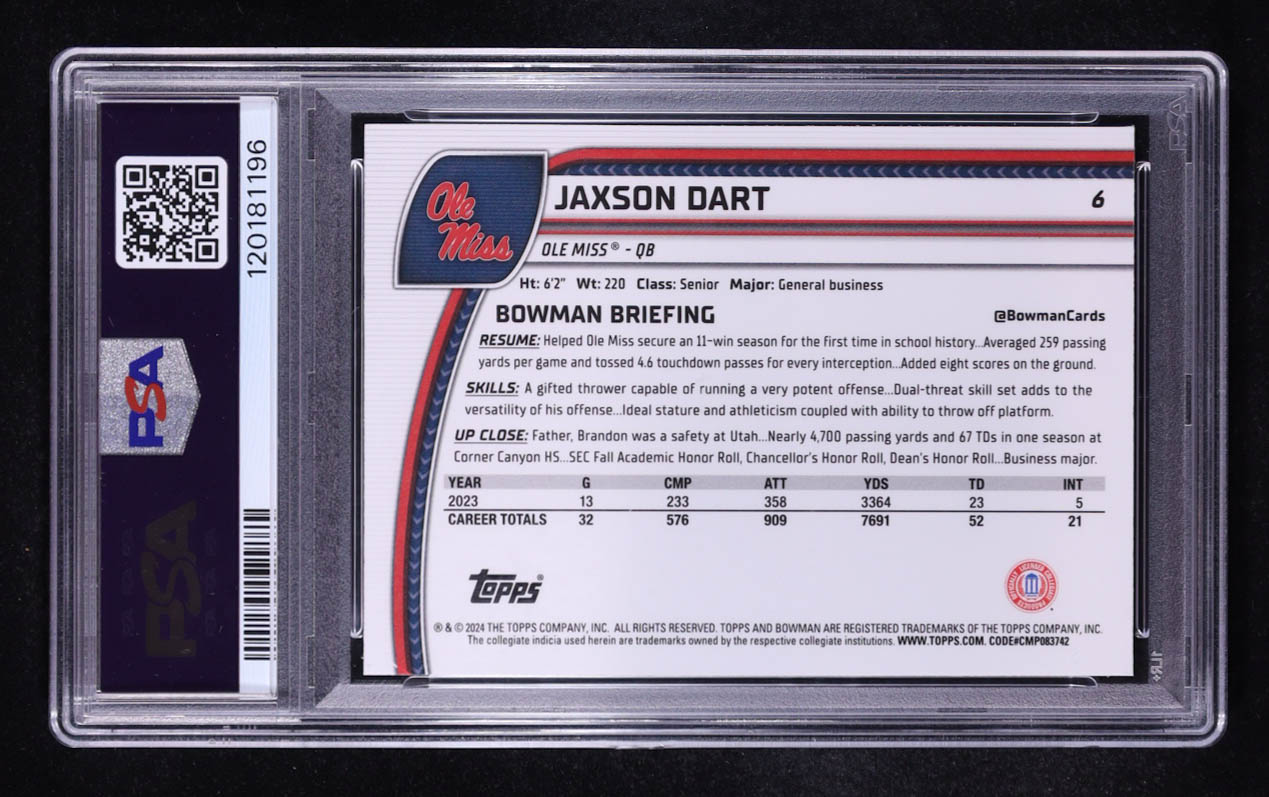 120181196
PSA
PSA
PSA
Ole
Miss
JAXSON DART
6
OLE MISS® - QB
Ht: 6'2" Wt: 220 Class: Senior Major: General business
BOWMAN BRIEFING
@BowmanCards
RESUME: Helped Ole Miss secure an 11-win season for the first time in school history...Averaged 259 passing
yards per game and tossed 4.6 touchdown passes for every interception...Added eight scores on the ground.
SKILLS: A gifted thrower capable of running a very potent offense...Dual-threat skill set adds to the
versatility of his offense...Ideal stature and athleticism coupled with ability to throw off platform.
UP CLOSE: Father, Brandon was a safety at Utah...Nearly 4,700 passing yards and 67 TDs in one season at
Corner Canyon HS...SEC Fall Academic Honor Roll, Chancellor's Honor Roll, Dean's Honor Roll...Business major.
YEAR G CMP ATT YDS TD INT
2023 13 233 358 3364 23 5
CAREER TOTALS 32 576 909 7691 52 21
TOPPS®
OFFICIALLY LICENSED COLLEGIATE PRODUCTS
® & © 2024 THE TOPPS COMPANY, INC. ALL RIGHTS RESERVED. TOPPS AND BOWMAN ARE REGISTERED TRADEMARKS OF THE TOPPS COMPANY, INC.
The collegiate indicia used herein are trademarks owned by the respective collegiate institutions. WWW.TOPPS.COM. CODE#CMP083742